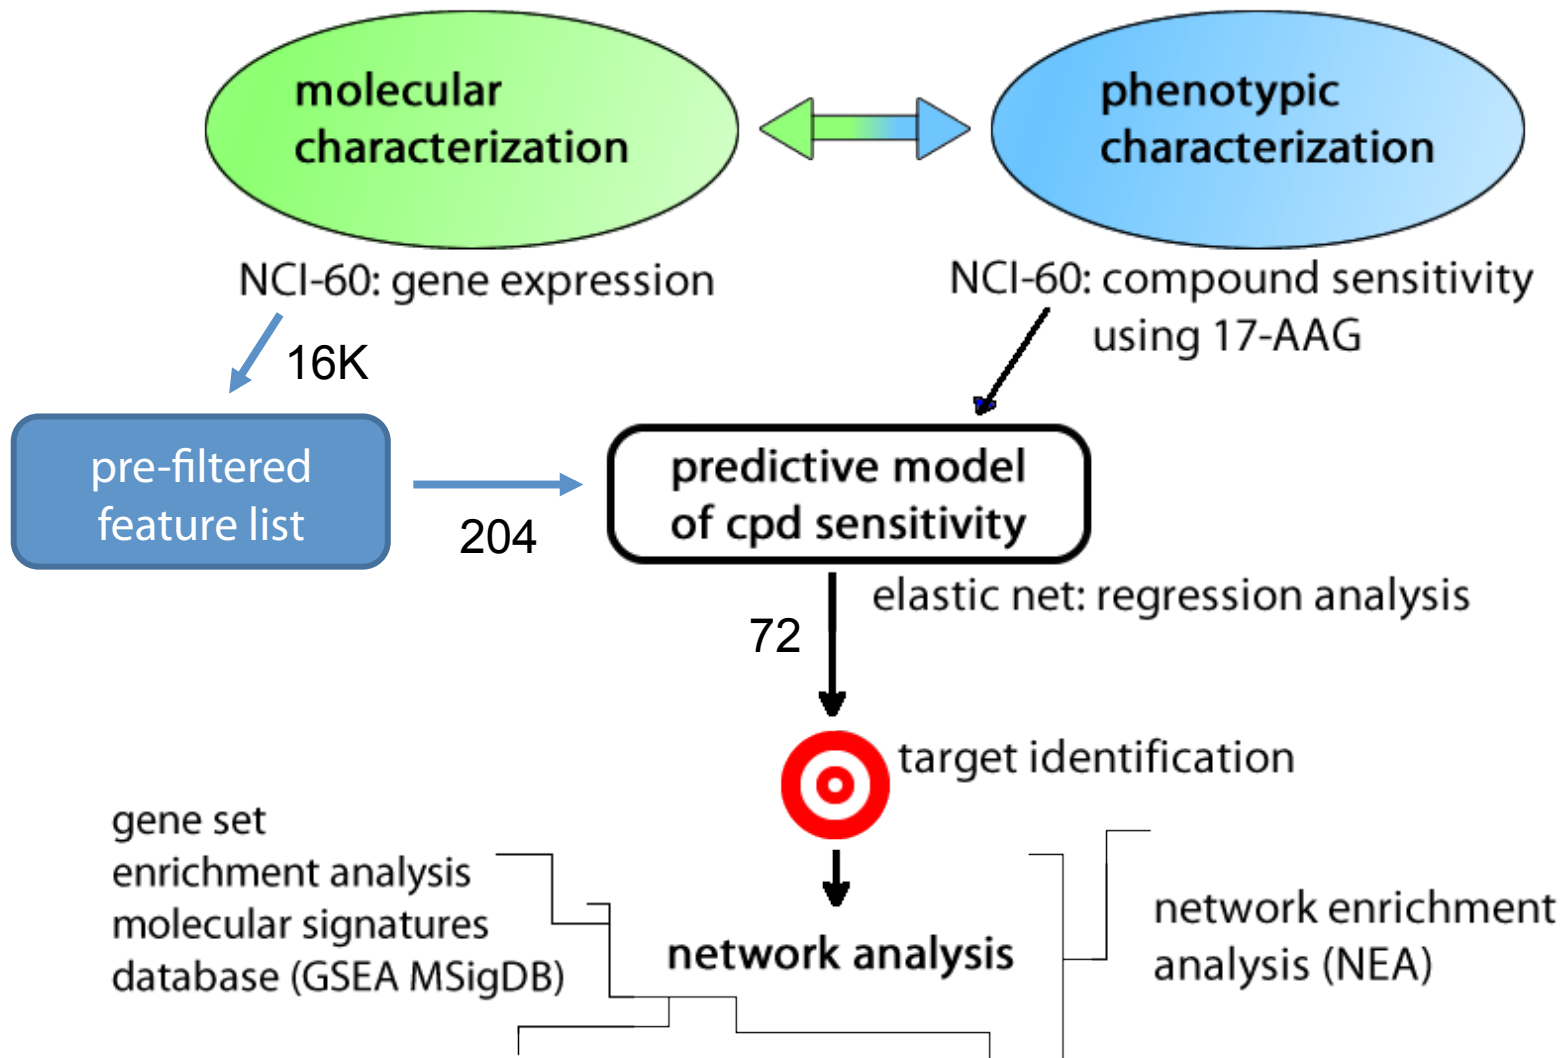 molecular
characterization
phenotypic
characterization
NCI-60: gene expression
NCI-60: compound sensitivity
using 17-AAG
16K
pre-filtered
feature list
204
predictive model
of cpd sensitivity
elastic net: regression analysis
72
target identification
gene set
enrichment analysis
molecular signatures
database (GSEA MSigDB)
network analysis
network enrichment
analysis (NEA)